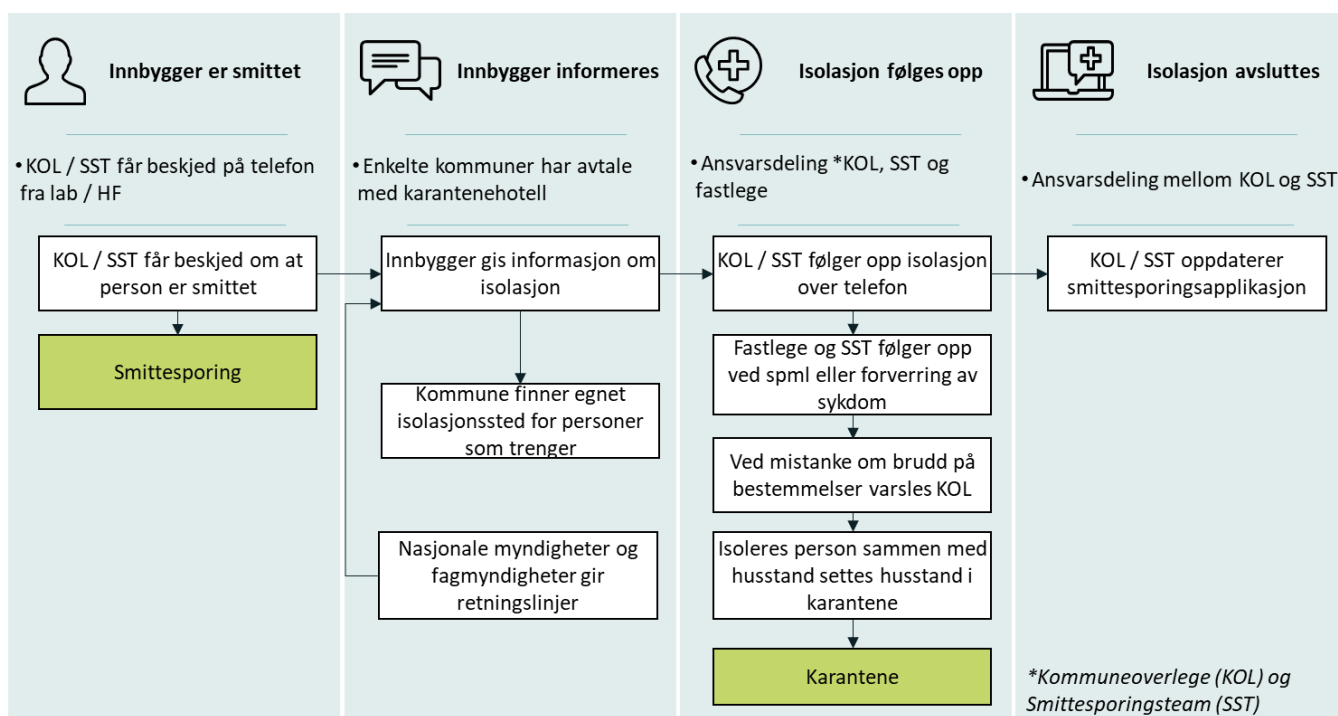 Innbygger er smittet
• KOL / SST får beskjed på telefon
fra lab / HF
KOL / SST får beskjed om at
person er smittet
Smittesporing
Innbygger informeres
• Enkelte kommuner har avtale
med karantenehotell
Innbygger gis informasjon om
isolasjon
Kommune finner egnet
isolasjonssted for personer
som trenger
Nasjonale myndigheter og
fagmyndigheter gir
retningslinjer
Isolasjon følges opp
• Ansvarsdeling *KOL, SST og
fastlege
KOL / SST følger opp isolasjon
over telefon
Fastlege og SST følger opp
ved spml eller forverring av
sykdom
Ved mistanke om brudd på
bestemmelser varsles KOL
Isoleres person sammen med
husstand settes husstand i
karantene
Karantene
Isolasjon avsluttes
• Ansvarsdeling mellom KOL og SST
KOL / SST oppdaterer
smittesporingsapplikasjon
*Kommuneoverlege (KOL) og
Smittesporingsteam (SST)